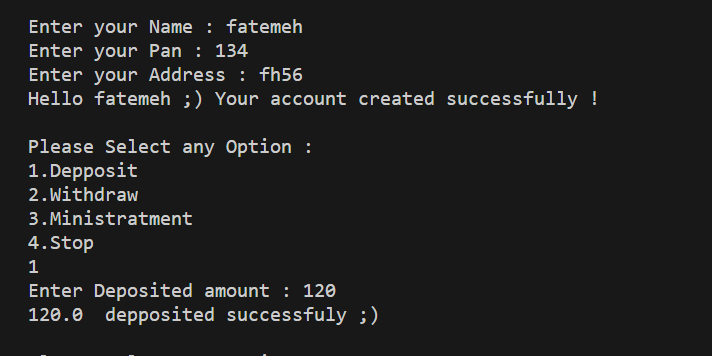 Enter your Name : fatemeh
Enter your Pan : 134
Enter your Address : fh56
Hello fatemeh ;) Your account created successfully !
Please Select any Option :
1.Depposit
2.Withdraw
3.Ministratment
4.Stop
1
Enter Deposited amount : 120
120.0  depposited successfuly ;)